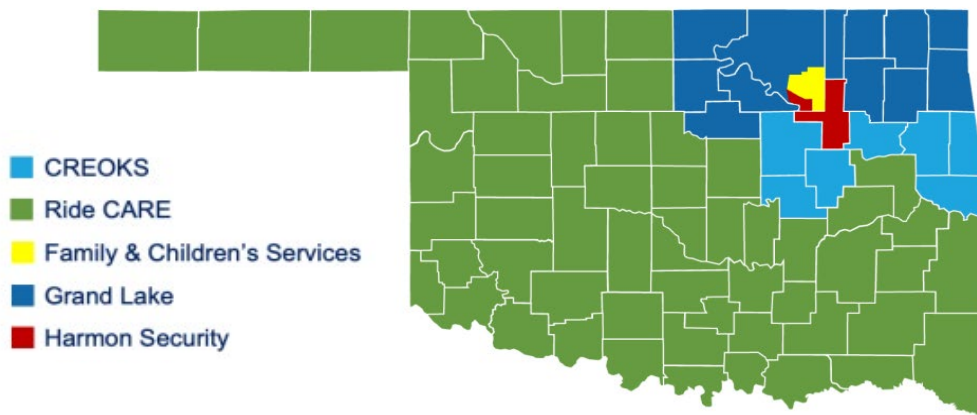 CREOKS
Ride CARE
Family & Children's Services
Grand Lake
Harmon Security